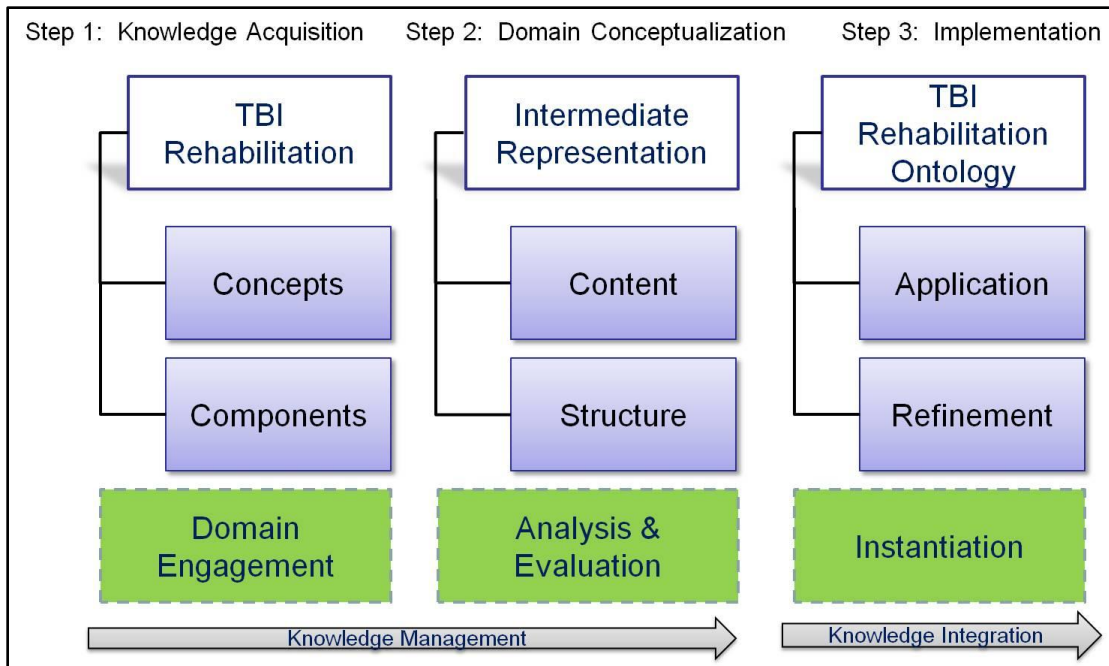 Step 1:  Knowledge Acquisition
Step 2:  Domain Conceptualization
Step 3:  Implementation
TBI
Rehabilitation
Intermediate
Representation
TBI
Rehabilitation
Ontology
Concepts
Content
Application
Components
Structure
Refinement
Domain
Engagement
Analysis &
Evaluation
Instantiation
Knowledge Management
Knowledge Integration